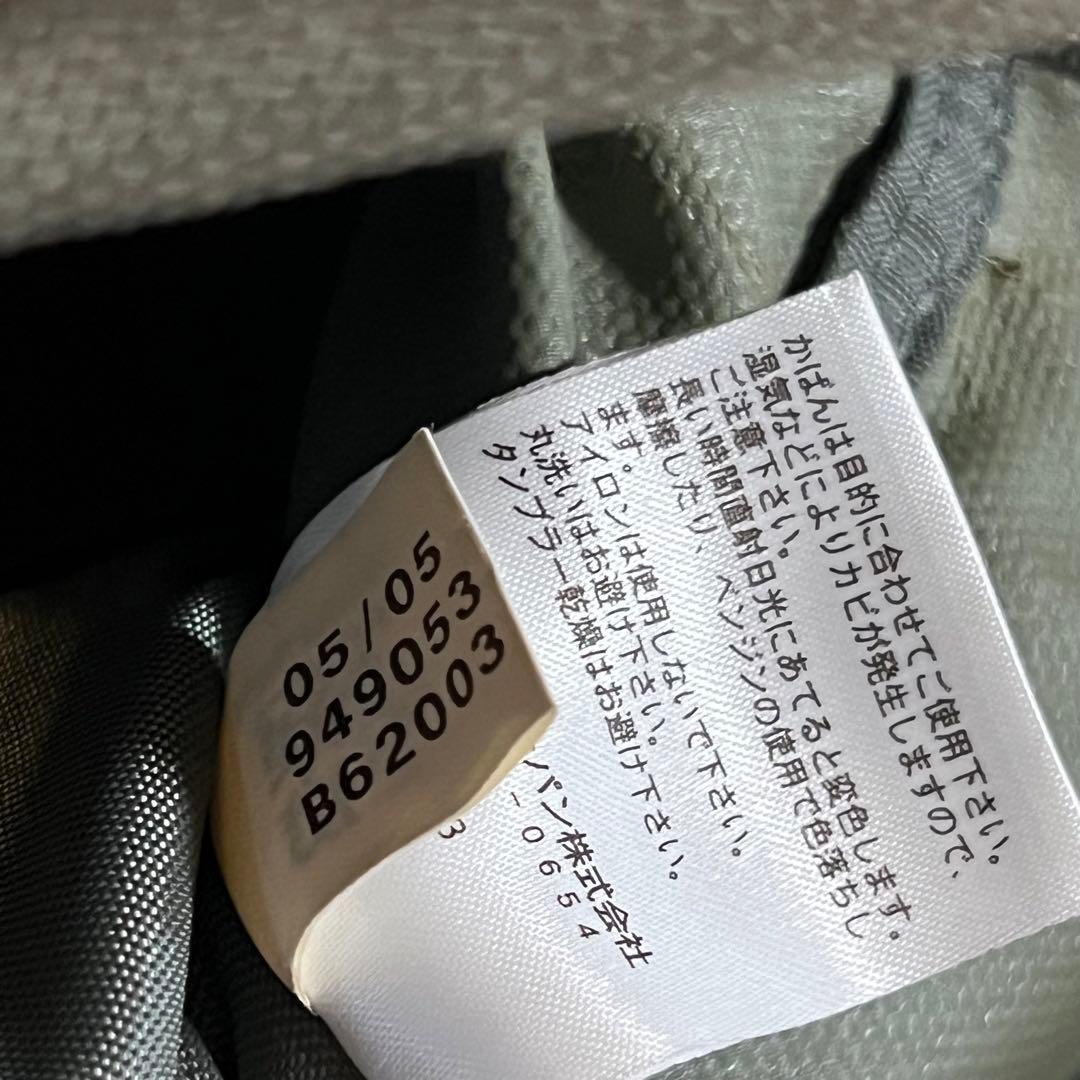 かばんは目的に合わせてご使用下さい。
湿気などによりカビが発生しますので、
ご注意下さい。
長い時間直射日光にあてると変色します。
摩擦したり、ベンジンの使用で色落ちし
ます。
アイロンは使用しないで下さい。
丸洗いはお避け下さい。
タンブラー乾燥はお避け下さい。
パン株式会社
-0654
3
05/05
949053
B62003